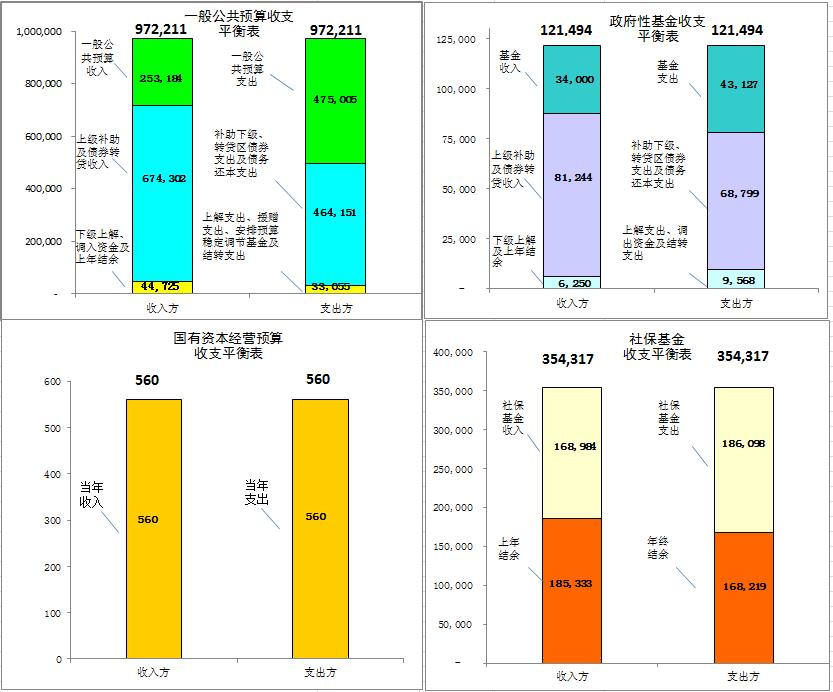 一般公共预算收支
平衡表
972,211
972,211
1,000,000
800,000
600,000
400,000
200,000
-
一般公
共预算
收入
253,184
一般公
共预算
支出
475,005
上级补助
及债券转
贷收入
674,302
补助下级、
转贷区债券
支出及债务
还本支出
464,151
下级上解、
调入资金及
上年结余
44,725
上解支出、援赠
支出、安排预算
稳定调节基金及
结转支出
33,055
收入方
支出方
政府性基金收支
平衡表
121,494
121,494
125,000
100,000
75,000
50,000
25,000
-
基金
收入
34,000
基金
支出
43,127
上级补助
及债券转
贷收入
81,244
补助下级、
转贷区债券
支出及债务
还本支出
68,799
下级上解
及上年结
余
6,250
上解支出、调
出资金及结转
支出
9,568
收入方
支出方
国有资本经营预算
收支平衡表
560
560
600
500
400
300
200
100
0
当年
收入
560
当年
支出
560
收入方
支出方
社保基金
收支平衡表
354,317
354,317
400,000
350,000
300,000
250,000
200,000
150,000
100,000
50,000
-
社保
基金
收入
168,984
社保
基金
支出
186,098
上年
结余
185,333
年终
结余
168,219
收入方
支出方